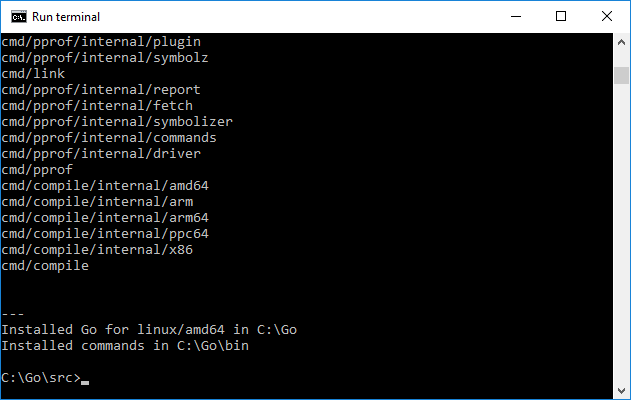 Run terminal
cmd/pprof/internal/plugin
cmd/pprof/internal/symbolz
cmd/link
cmd/pprof/internal/report
cmd/pprof/internal/fetch
cmd/pprof/internal/symbolizer
cmd/pprof/internal/commands
cmd/pprof/internal/driver
cmd/pprof
cmd/compile/internal/amd64
cmd/compile/internal/arm
cmd/compile/internal/arm64
cmd/compile/internal/ppc64
cmd/compile/internal/x86
cmd/compile
---
Installed Go for linux/amd64 in C:\Go
Installed commands in C:\Go\bin
C:\Go\src>